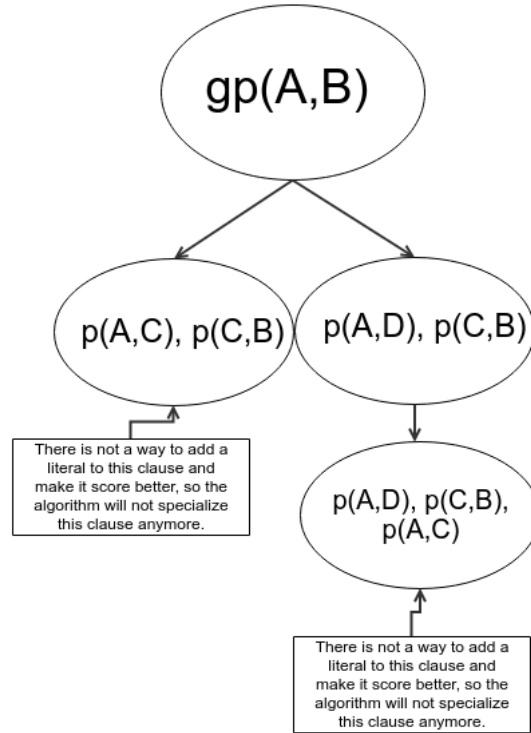 gp(A,B)
p(A,C), p(C,B)
p(A,D), p(C,B)
There is not a way to add a
literal to this clause and
make it score better, so the
algorithm will not specialize
this clause anymore.
p(A,D), p(C,B),
p(A,C)
There is not a way to add a
literal to this clause and
make it score better, so the
algorithm will not specialize
this clause anymore.